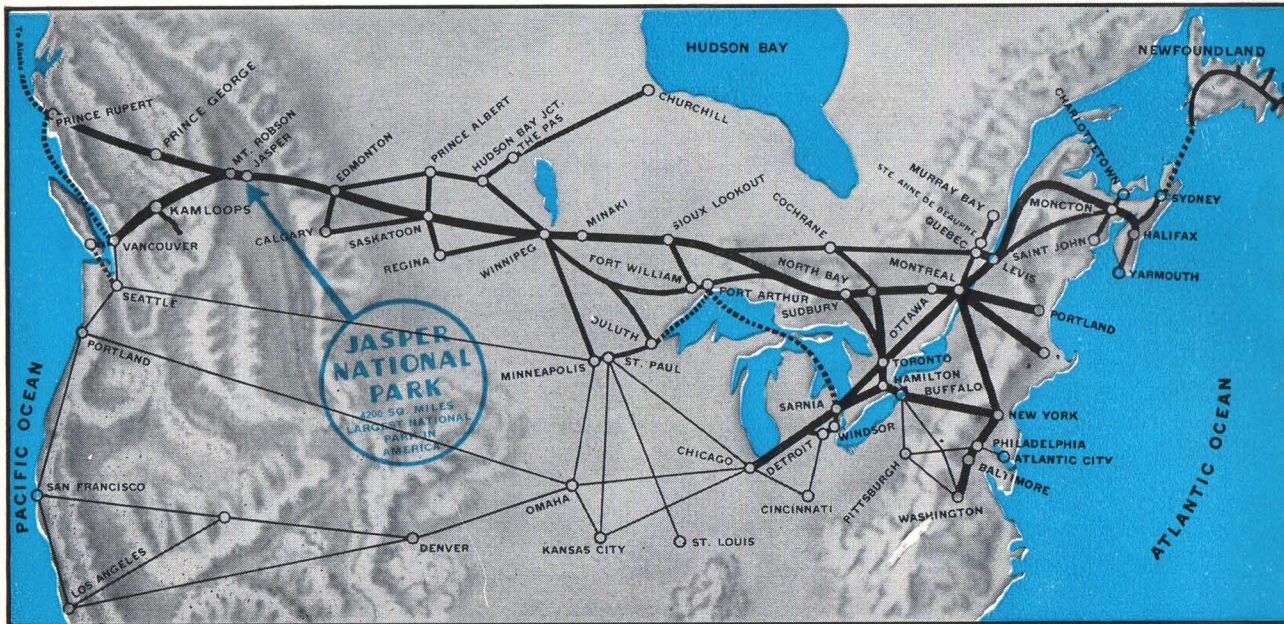 To Alaska
PRINCE RUPERT
PRINCE GEORGE
MT. ROBSON
JASPER
EDMONTON
PRINCE ALBERT
HUDSON BAY JCT.
THE PAS
CHURCHILL
HUDSON BAY
NEWFOUNDLAND
CHARLOTTETOWN
SYDNEY
MURRAY BAY
STE. ANNE DE BEAUPRE
QUEBEC
LEVIS
MONCTON
SAINT JOHN
HALIFAX
YARMOUTH
KAMLOOPS
VANCOUVER
CALGARY
SASKATOON
REGINA
WINNIPEG
MINAKI
SIOUX LOOKOUT
COCHRANE
FORT WILLIAM
PORT ARTHUR
NORTH BAY
SUDBURY
MONTREAL
OTTAWA
PORTLAND
SEATTLE
PORTLAND
DULUTH
MINNEAPOLIS
ST. PAUL
TORONTO
HAMILTON
BUFFALO
SARNIA
WINDSOR
NEW YORK
PHILADELPHIA
ATLANTIC CITY
BALTIMORE
WASHINGTON
PITTSBURGH
CINCINNATI
DETROIT
CHICAGO
JASPER
NATIONAL
PARK
4200 SQ. MILES
LARGEST NATIONAL
PARK IN
AMERICA
PACIFIC OCEAN
SAN FRANCISCO
LOS ANGELES
DENVER
OMAHA
KANSAS CITY
ST. LOUIS
ATLANTIC OCEAN